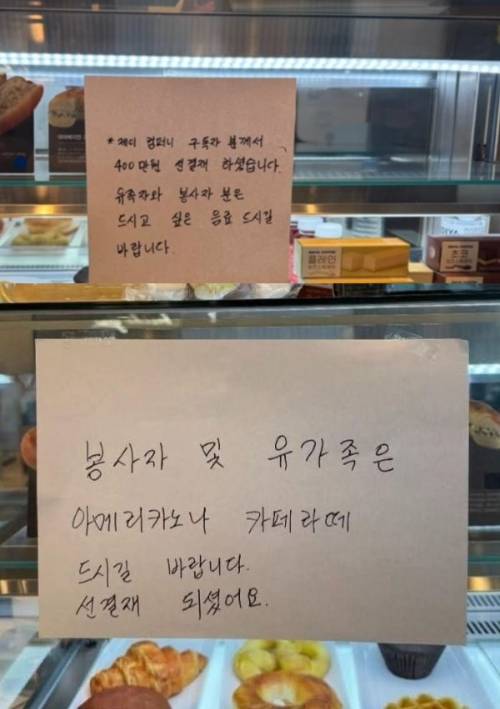 * 제이 컴퍼니 구독자 분께서
400만원 선결재 하셨습니다.
유족자와 봉사자 분은
드시고 싶은 음료 드시길
바랍니다.
플레인
봉사자 및 유가족은
아메리카노나 카페라떼
드시길 바랍니다.
선결재 되셨어요.